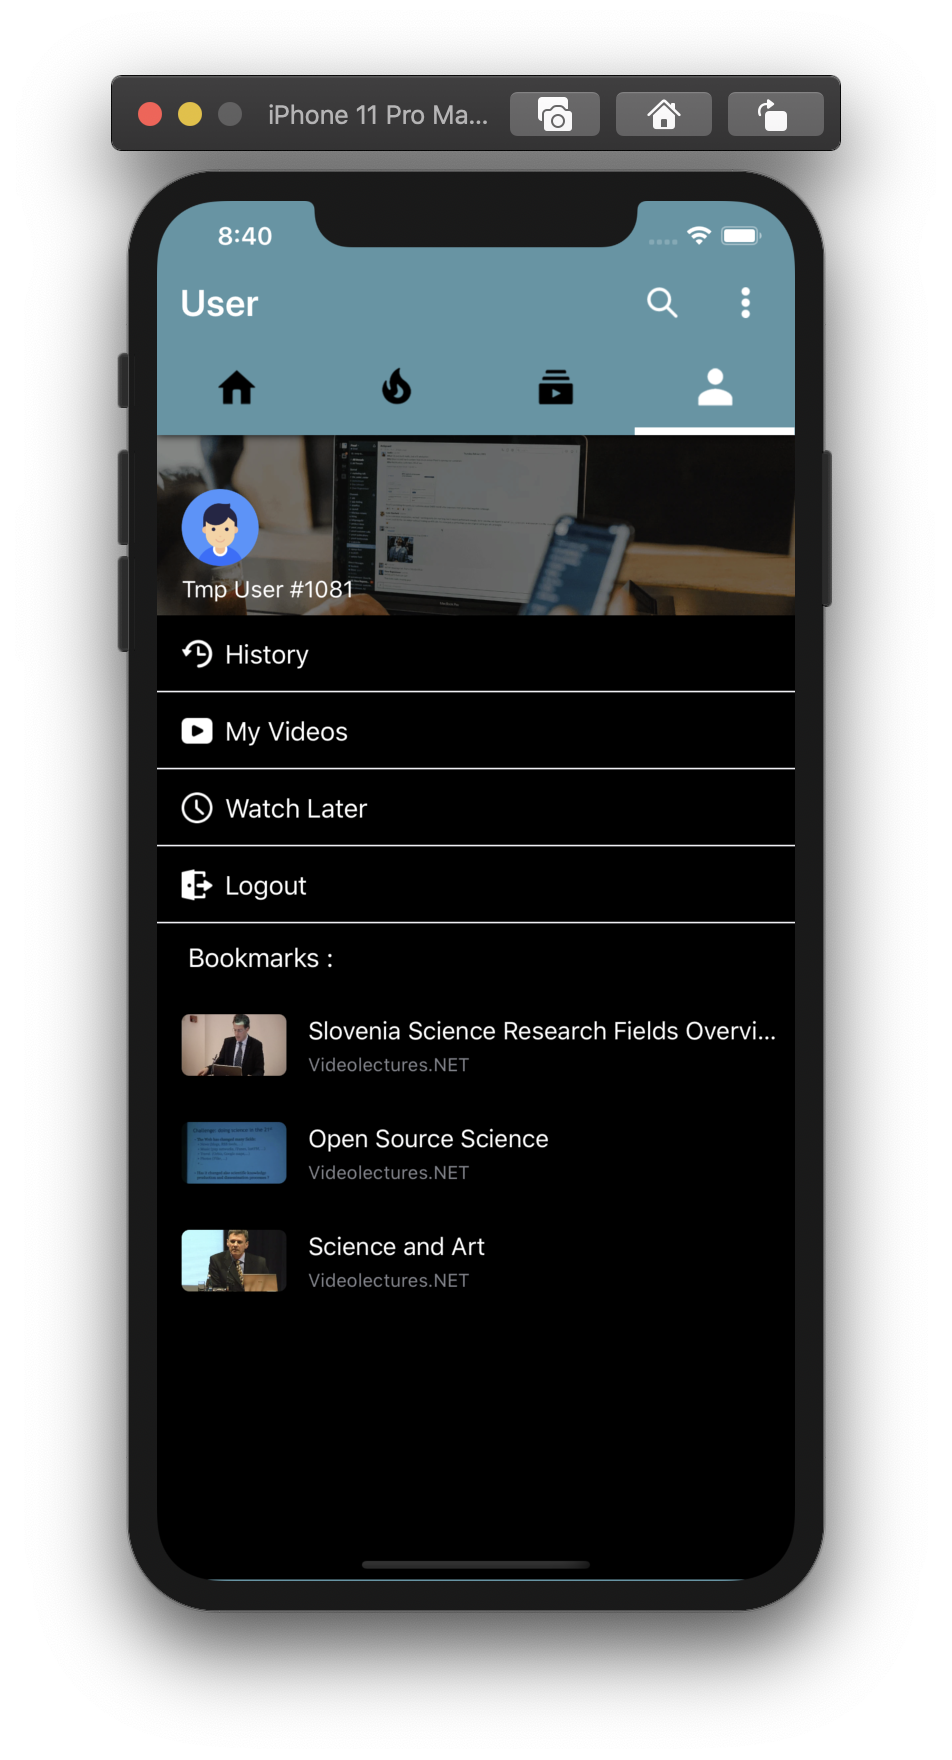 iPhone 11 Pro Ma...
8:40
User
Tmp User #1081
History
My Videos
Watch Later
Logout
Bookmarks :
Slovenia Science Research Fields Overvi...
Videolectures.NET
Open Source Science
Videolectures.NET
Science and Art
Videolectures.NET